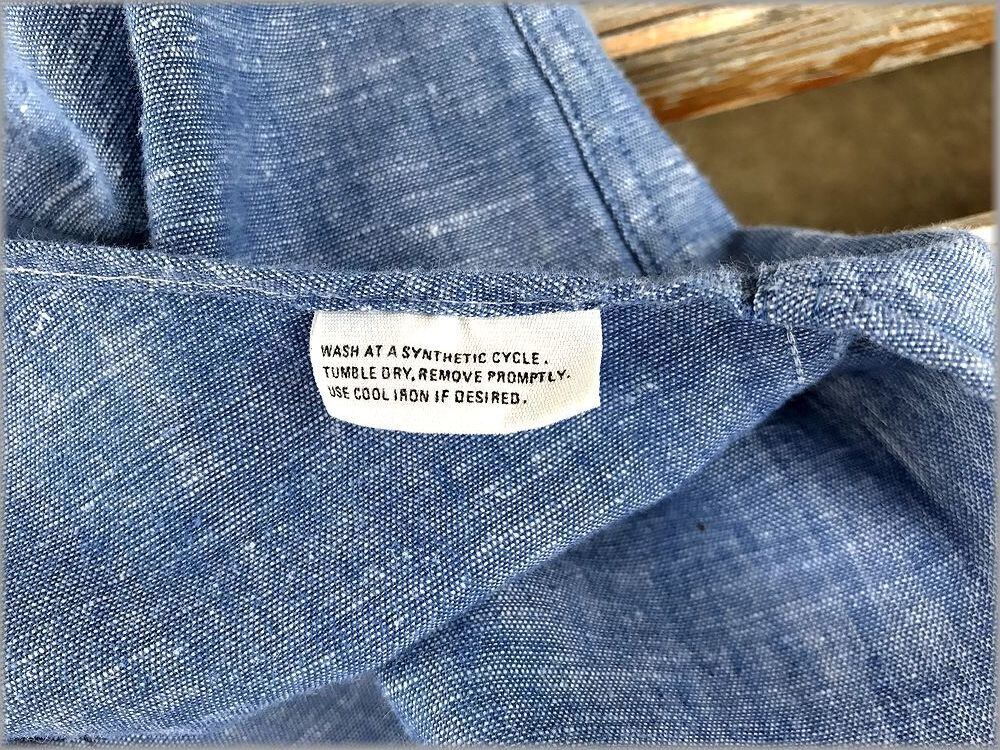 WASH AT A SYNTHETIC CYCLE.
TUMBLE DRY, REMOVE PROMPTLY.
USE COOL IRON IF DESIRED.